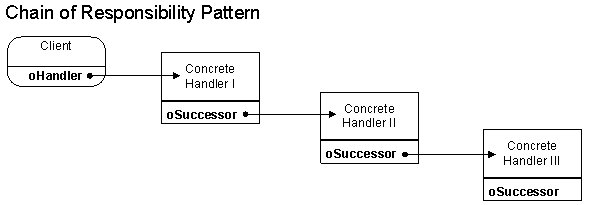 Chain of Responsibility Pattern
Client
oHandler
Concrete
Handler I
oSuccessor
Concrete
Handler II
oSuccessor
Concrete
Handler III
oSuccessor